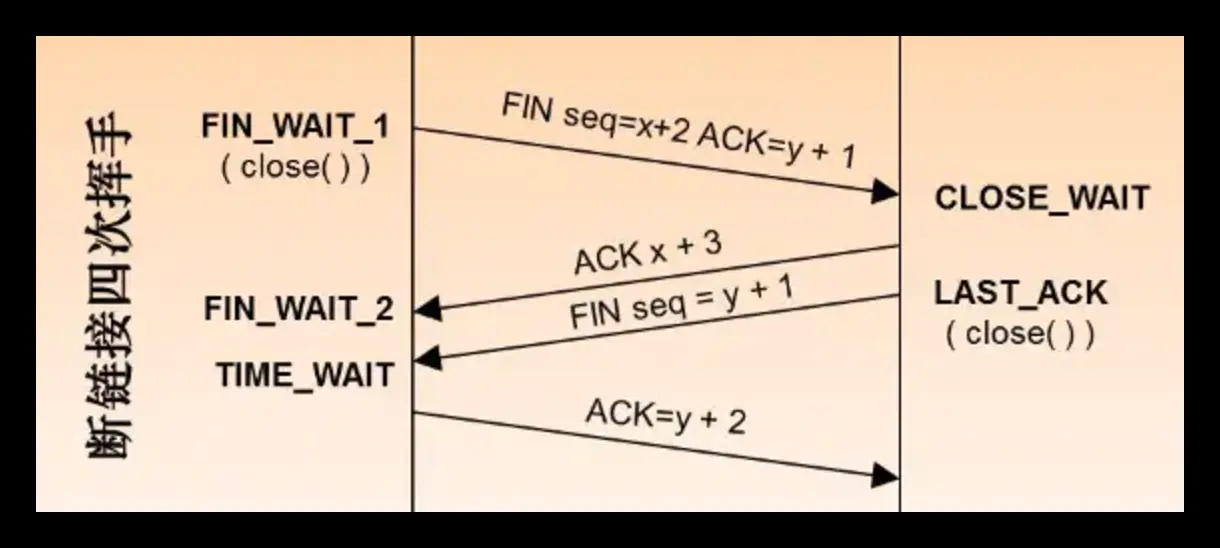 断链接四次挥手
FIN_WAIT_1
( close( ) )
FIN seq=x+2 ACK=y + 1
CLOSE_WAIT
ACK x + 3
FIN_WAIT_2
FIN seq = y + 1
LAST_ACK
( close( ) )
TIME_WAIT
ACK=y + 2